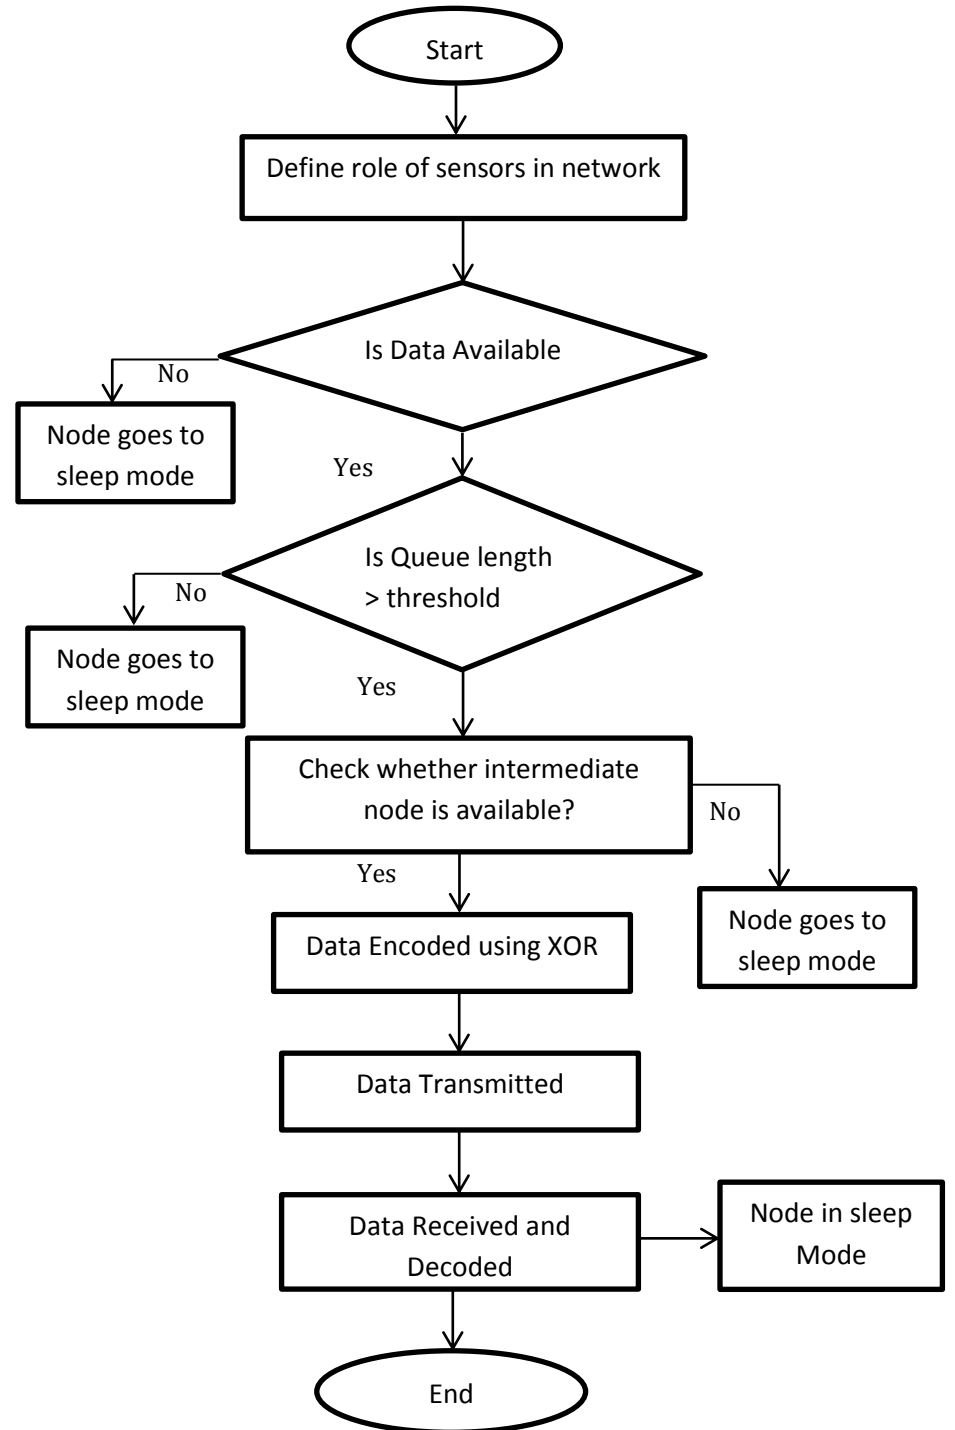 Start
Define role of sensors in network
Is Data Available
No
Node goes to
sleep mode
Yes
Is Queue length
> threshold
No
Node goes to
sleep mode
Yes
Check whether intermediate
node is available?
No
Yes
Node goes to
sleep mode
Data Encoded using XOR
Data Transmitted
Data Received and
Decoded
Node in sleep
Mode
End